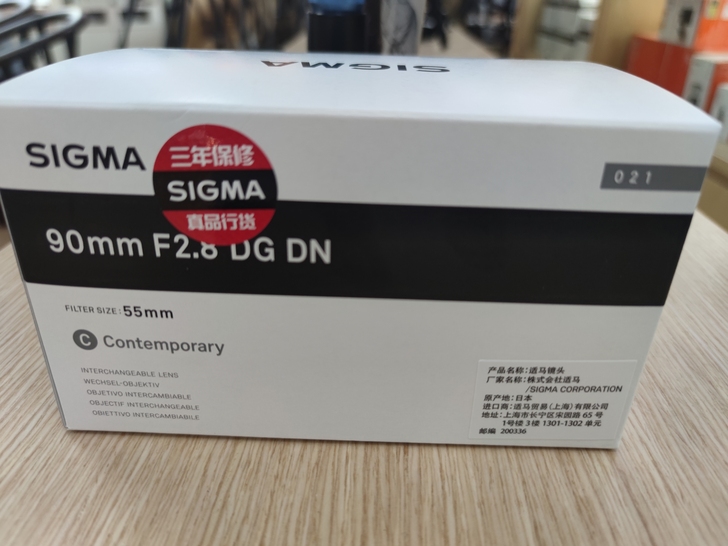 SIGMA
SIGMA
三年保修
SIGMA
真品行货
021
90mm F2.8 DG DN
FILTER SIZE: 55mm
C Contemporary
INTERCHANGEABLE LENS
WECHSEL-OBJEKTIV
OBJETIVO INTERCAMBIABLE
OBJECTIF INTERCHANGEABLE
OBIETTIVO INTERCAMBIABILE
产品名称: 适马镜头
厂家名称: 株式会社适马
/SIGMA CORPORATION
原产地: 日本
进口商: 适马贸易(上海)有限公司
地址: 上海市长宁区宋园路 65 号
1号楼 3 楼 1301-1302 单元
邮编 200336